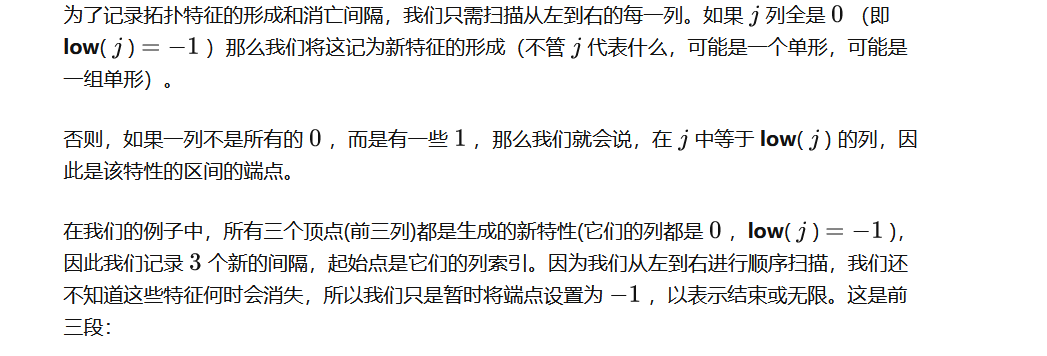 为了记录拓扑特征的形成和消亡间隔，我们只需扫描从左到右的每一列。如果 j 列全是 0 （即
low( j ) = −1 ）那么我们将这记为新特征的形成（不管 j 代表什么，可能是一个单形，可能是
一组单形）。
否则，如果一列不是所有的 0 ，而是有一些 1 ，那么我们就会说，在 j 中等于 low( j ) 的列，因
此是该特性的区间的端点。
在我们的例子中，所有三个顶点(前三列)都是生成的新特性(它们的列都是 0 ，low( j ) = −1 ),
因此我们记录 3 个新的间隔，起始点是它们的列索引。因为我们从左到右进行顺序扫描，我们还
不知道这些特征何时会消失，所以我们只是暂时将端点设置为 −1 ，以表示结束或无限。这是前
三段：